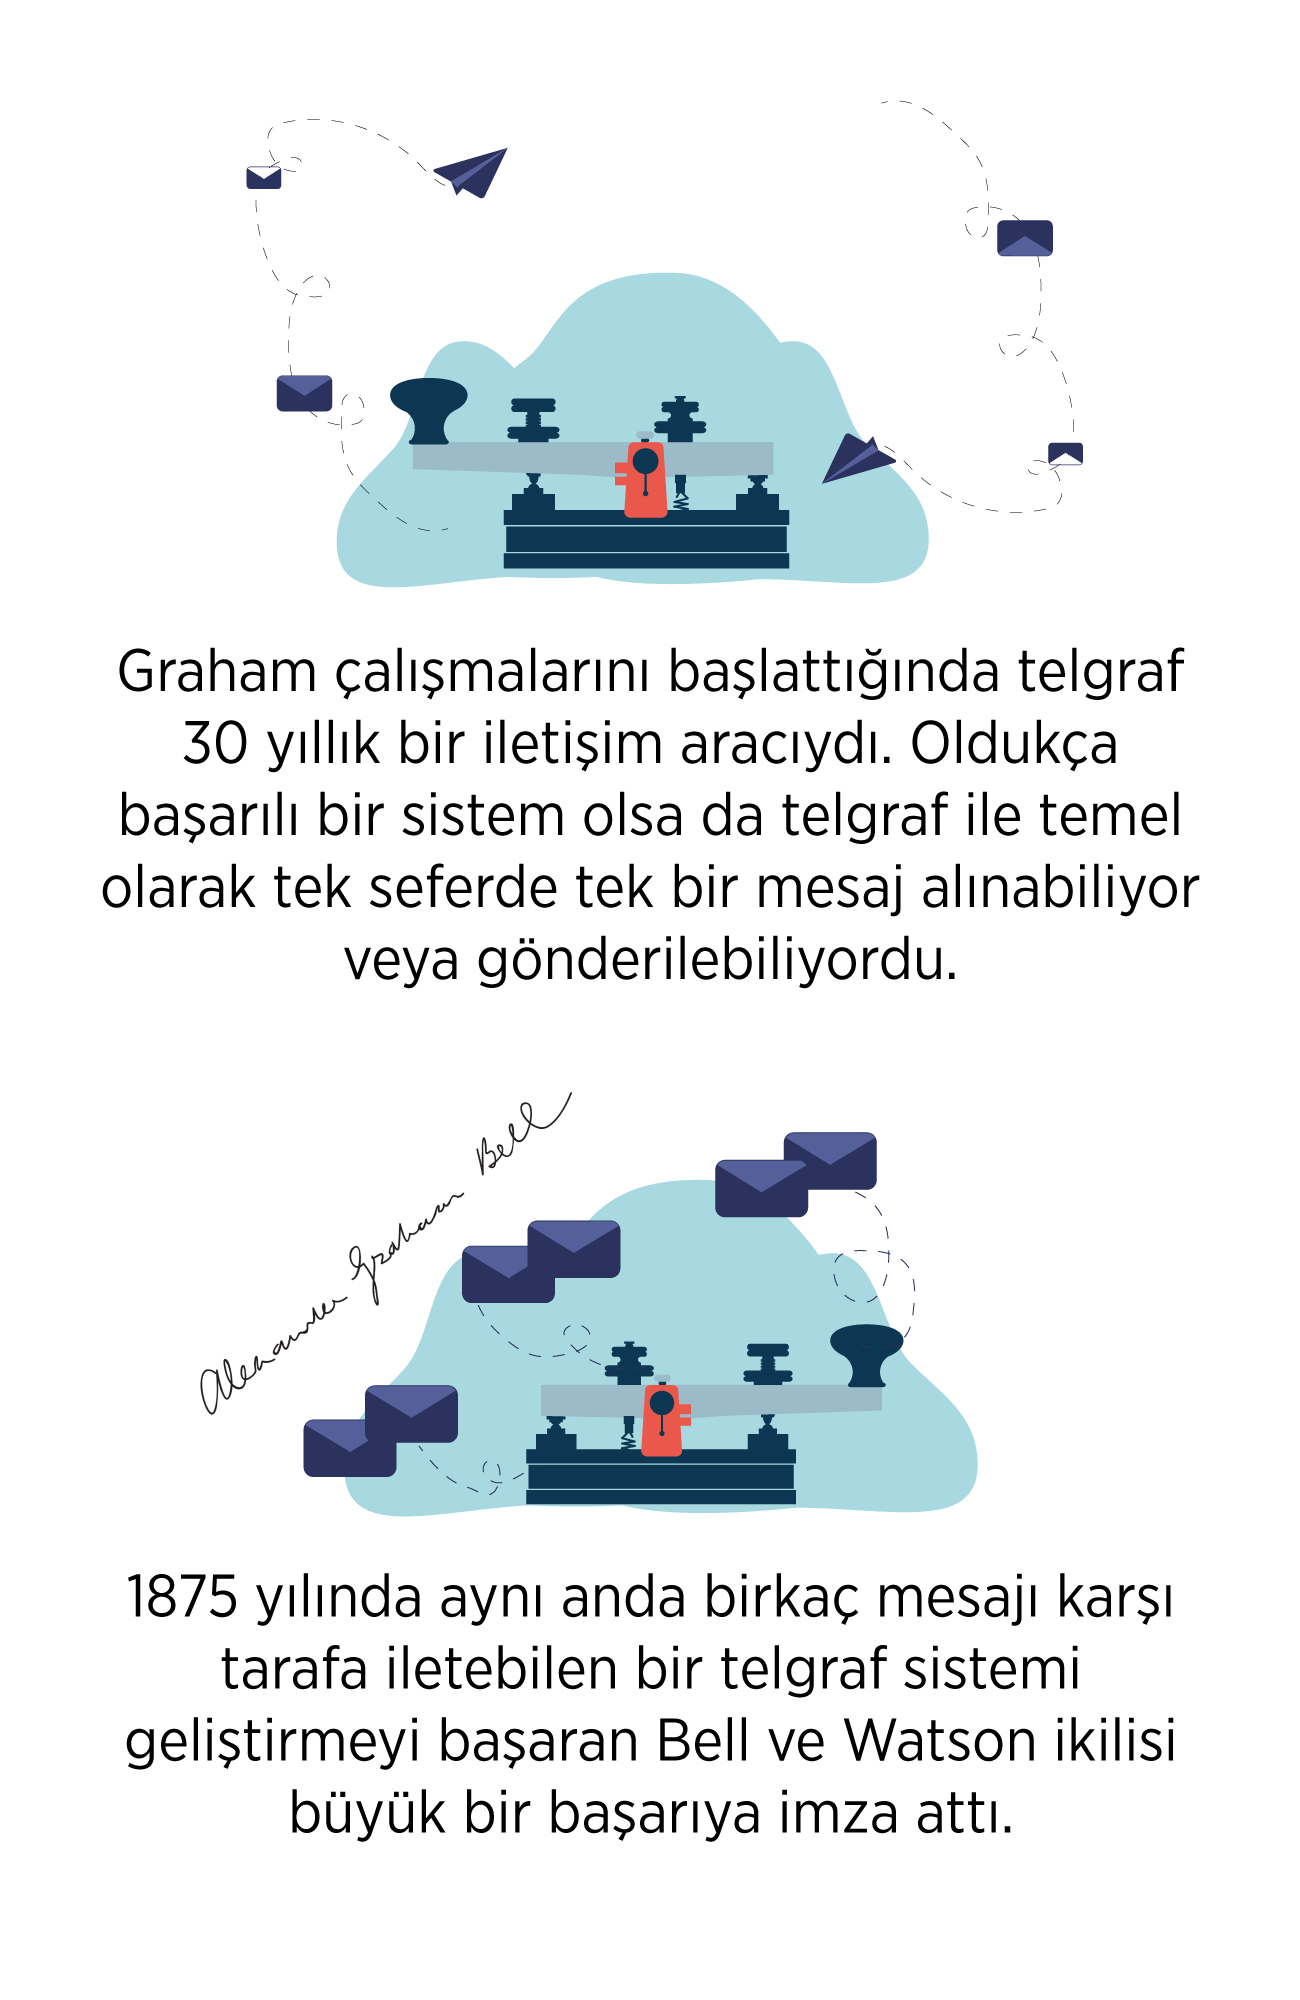 Graham çalışmalarını başlattığında telgraf
30 yıllık bir iletişim aracıydı. Oldukça
başarılı bir sistem olsa da telgraf ile temel
olarak tek seferde tek bir mesaj alınabiliyor
veya gönderilebiliyordu.
Alexander Graham Bell
1875 yılında aynı anda birkaç mesajı karşı
tarafa iletebilen bir telgraf sistemi
geliştirmeyi başaran Bell ve Watson ikilisi
büyük bir başarıya imza attı.